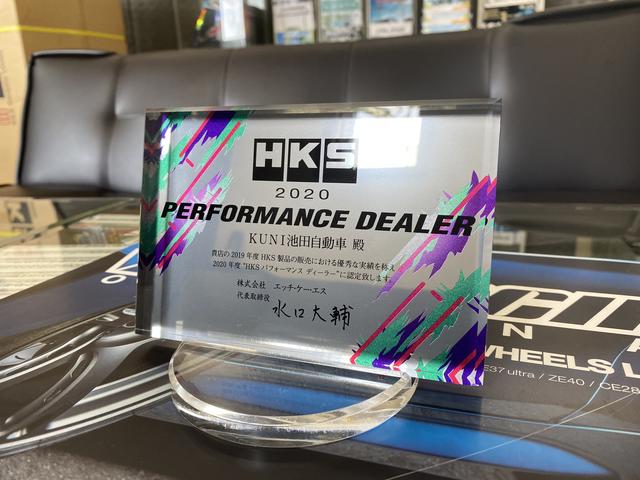 HKS
2020
PERFORMANCE DEALER
KUNI池田自動車 殿
貴店の2019年度HKS製品の販売における優秀な実績を称え
2020年度"HKSパフォーマンス ディーラー"に認定致します。
株式会社 エッチ・ケー・エス
代表取締役 水口大輔
WHEELS L
E37 ultra / ZE40 / CE28